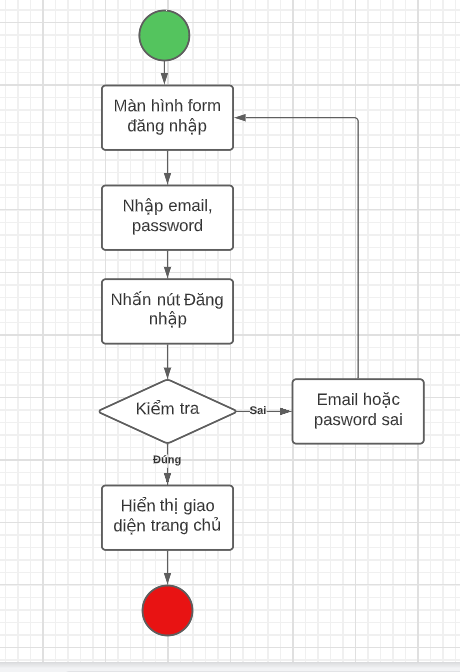 Màn hình form
đăng nhập
Nhập email,
password
Nhấn nút Đăng
nhập
Kiểm tra
Sai
Email hoặc
pasword sai
Đúng
Hiển thị giao
diện trang chủ